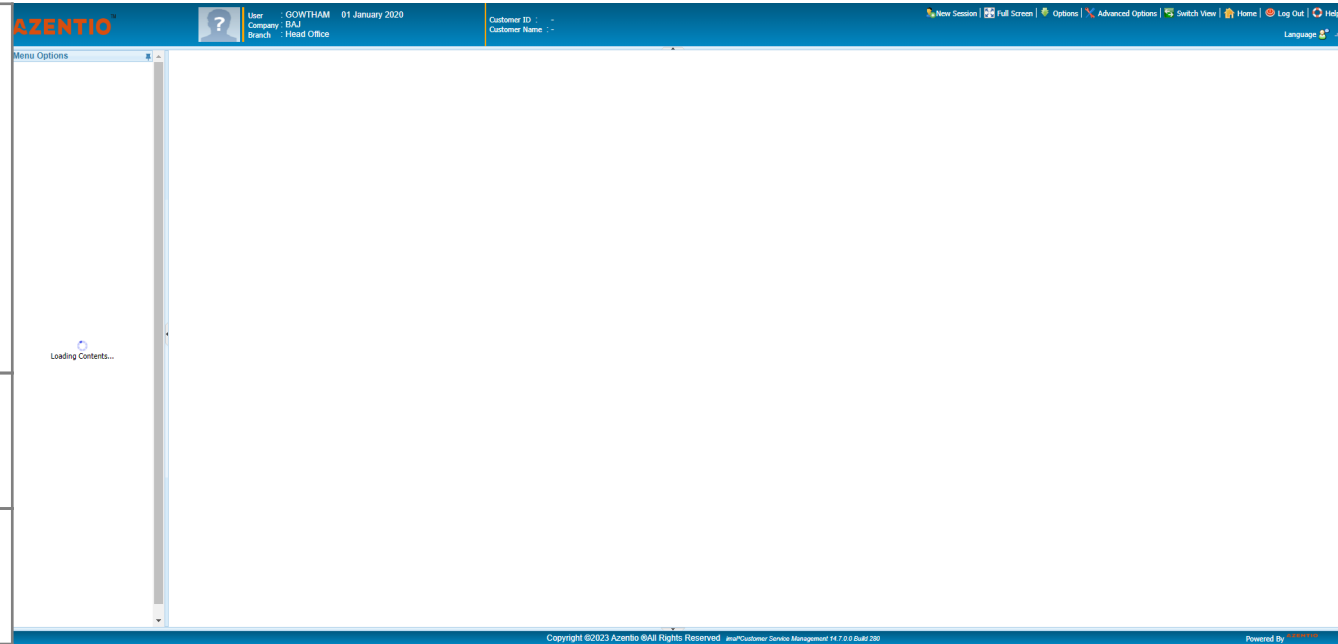 AZENTIO
User : GOWTHAM 01 January 2020
Company : BAJ
Branch : Head Office
Customer ID : -
Customer Name : -
New Session | Full Screen | Options | Advanced Options | Switch View | Home | Log Out | Help
Language
Menu Options
Loading Contents...
Copyright ©2023 Azentio ®All Rights Reserved imal®Customer Service Management 14.7.0.0 Build 280
Powered By AZENTIO